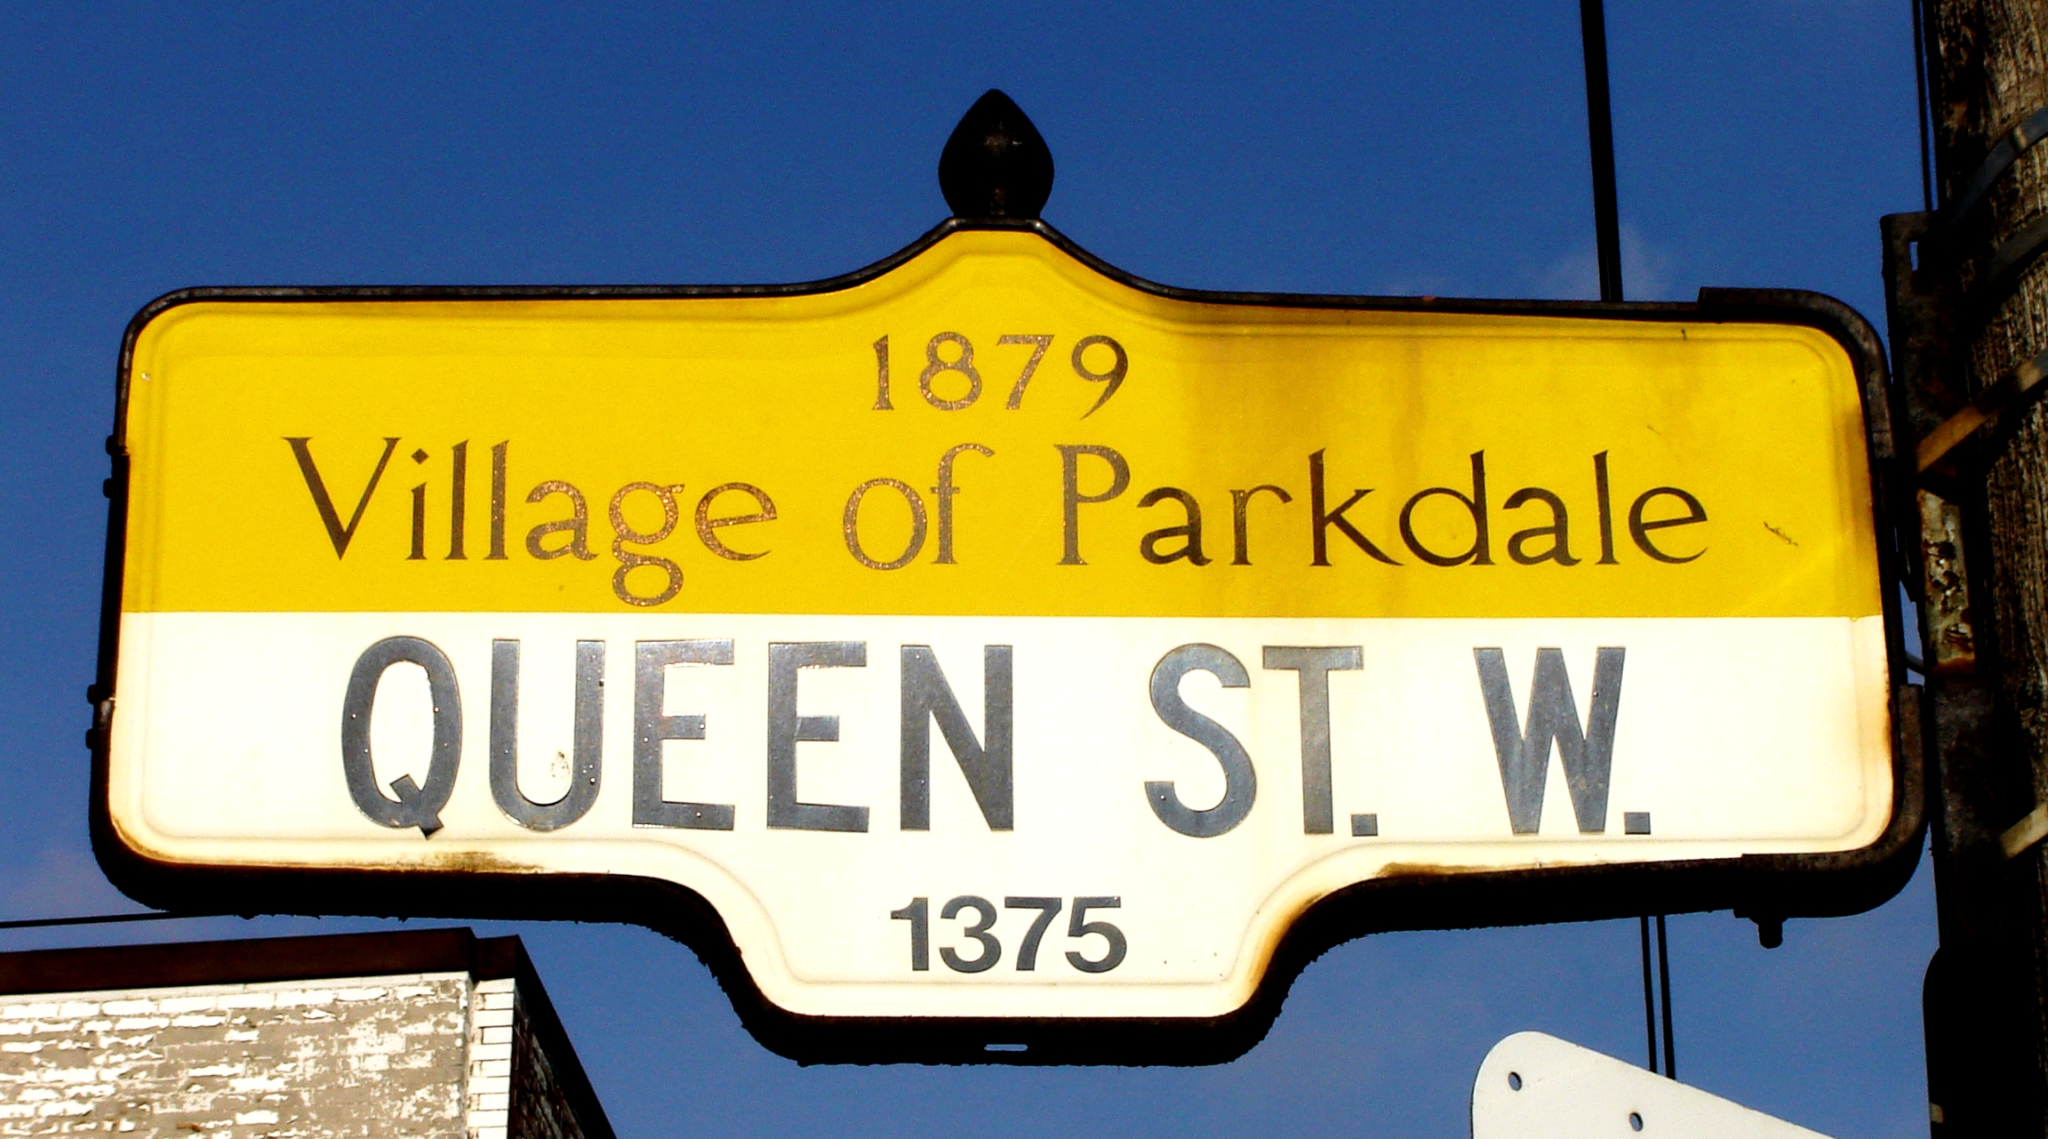 1879
Village of Parkdale
QUEEN ST. W.
1375